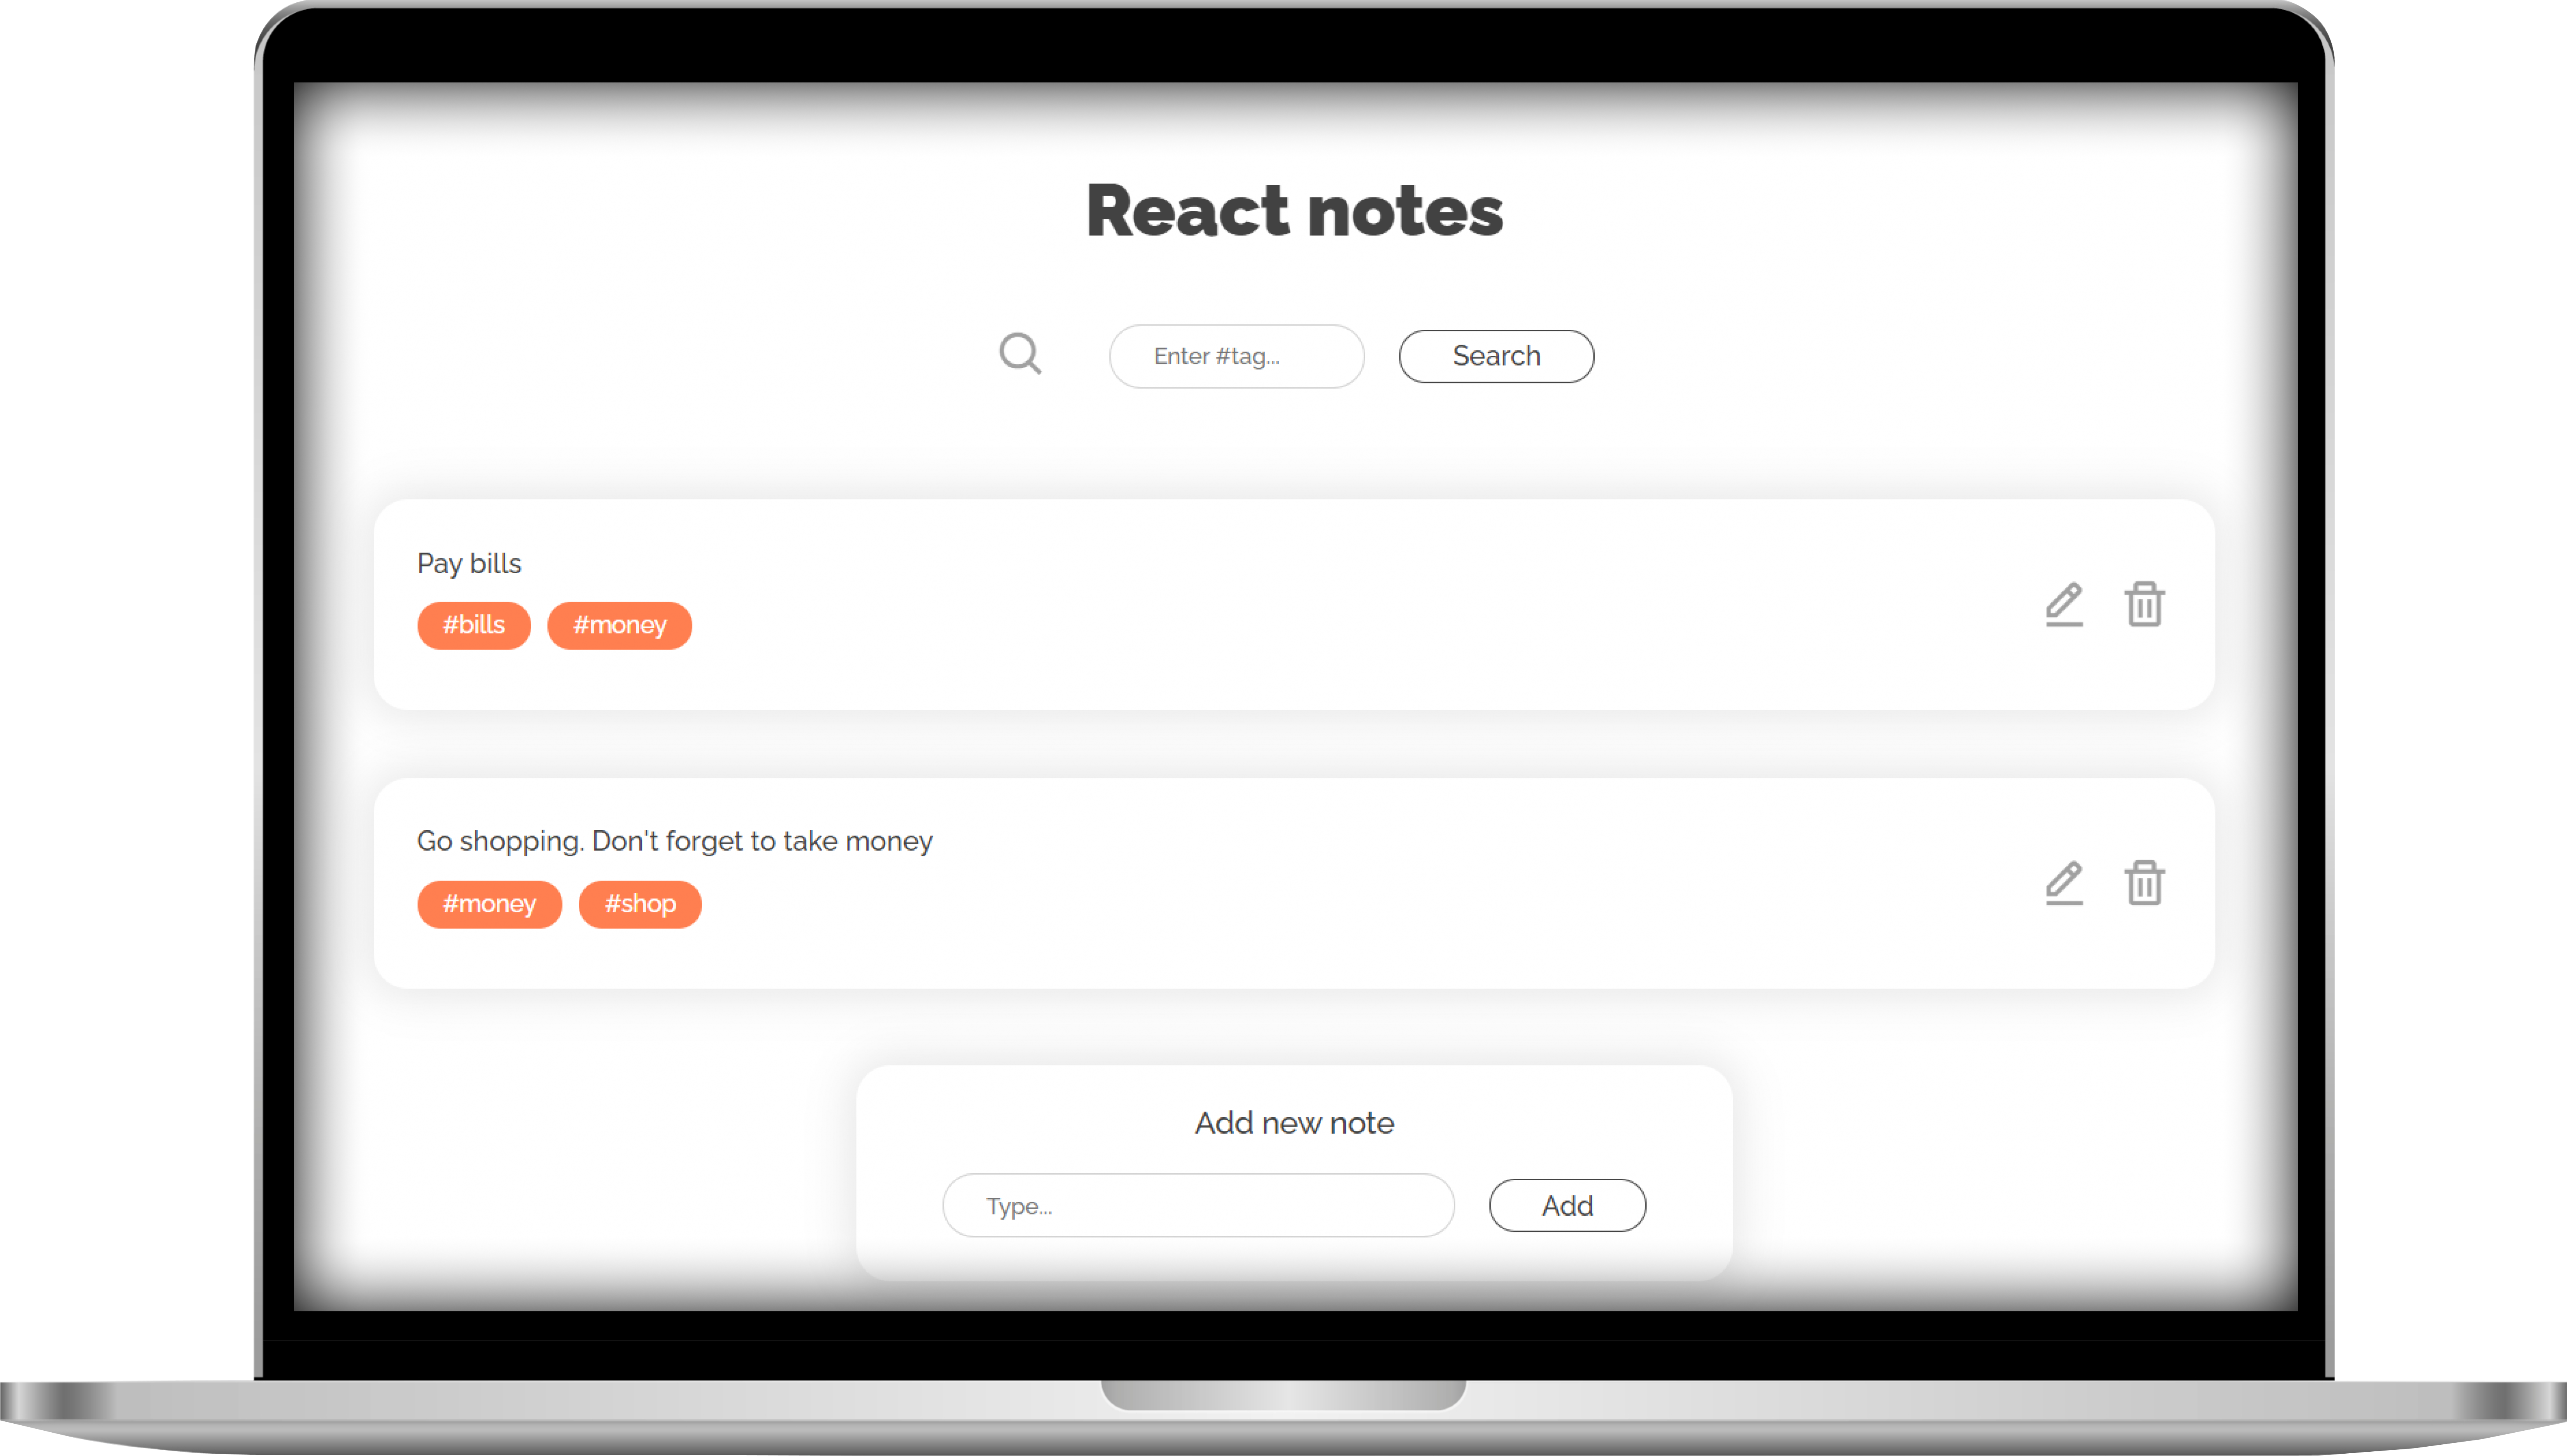 React notes
Enter #tag... Search
Pay bills
#bills #money
Go shopping. Don't forget to take money
#money #shop
Add new note
Type... Add